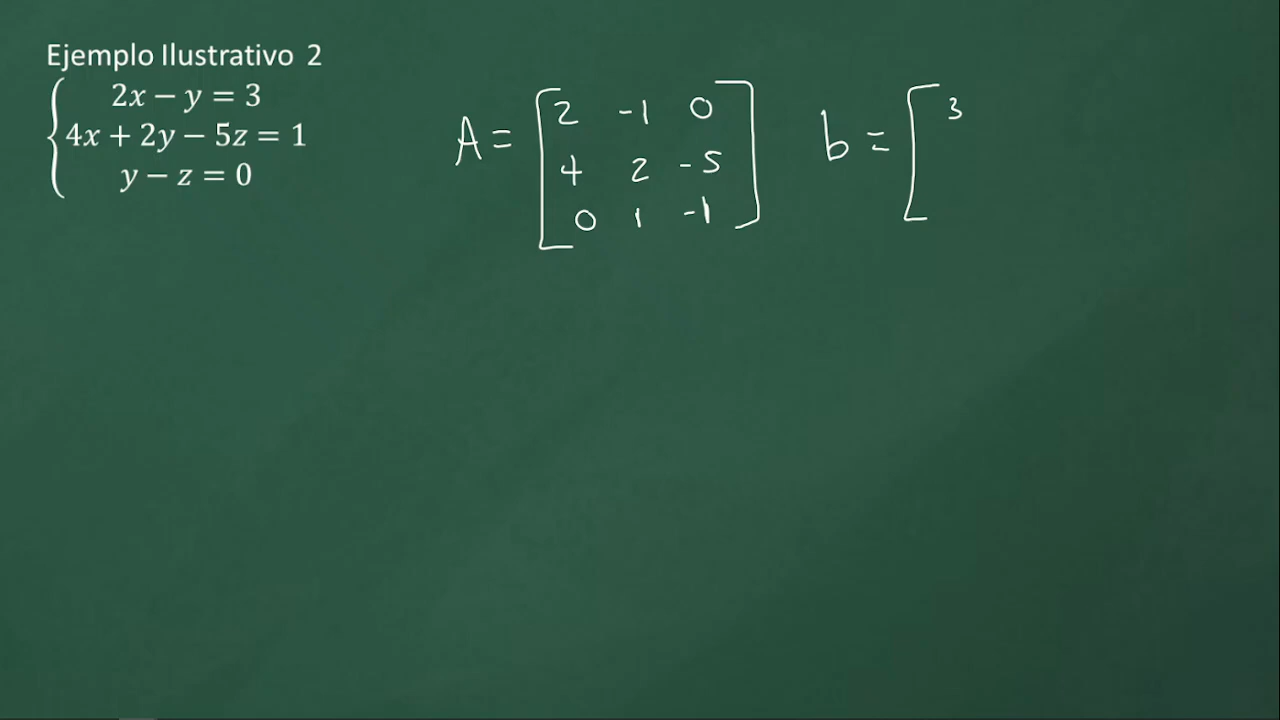 Ejemplo Ilustrativo 2
2x − y = 3
4x + 2y − 5z = 1
y − z = 0
A = [ 2 -1 0
4 2 -5
0 1 -1 ]
b = [ 3